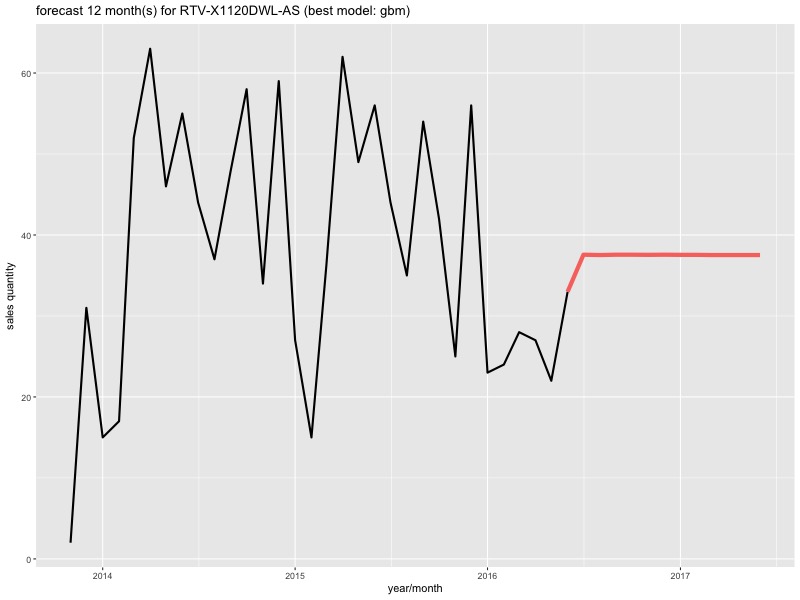 forecast 12 month(s) for RTV-X1120DWL-AS (best model: gbm)
60
40
20
0
sales quantity
2014 2015 2016 2017
year/month